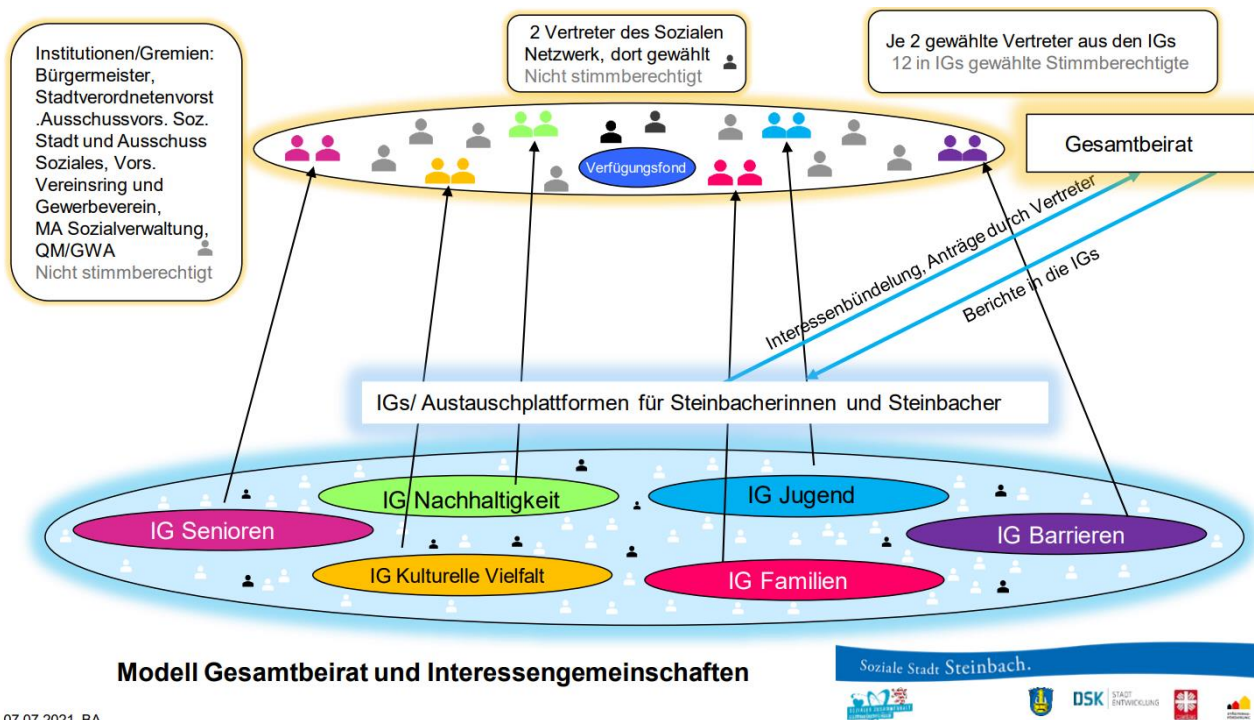 Institutionen/Gremien:
Bürgermeister,
Stadtverordnetenvorst
.Ausschussvors. Soz.
Stadt und Ausschuss
Soziales, Vors.
Vereinsring und
Gewerbeverein,
MA Sozialverwaltung,
QM/GWA
Nicht stimmberechtigt
2 Vertreter des Sozialen
Netzwerk, dort gewählt
Nicht stimmberechtigt
Je 2 gewählte Vertreter aus den IGs
12 in IGs gewählte Stimmberechtigte
Gesamtbeirat
Verfügungsfond
Interessenbündelung, Anträge durch Vertreter
Berichte in die IGs
IGs/ Austauschplattformen für Steinbacherinnen und Steinbacher
IG Nachhaltigkeit
IG Jugend
IG Senioren
IG Barrieren
IG Kulturelle Vielfalt
IG Familien
Modell Gesamtbeirat und Interessengemeinschaften
Soziale Stadt Steinbach.
DSK STADT
ENTWICKLUNG
07.07.2021 BA